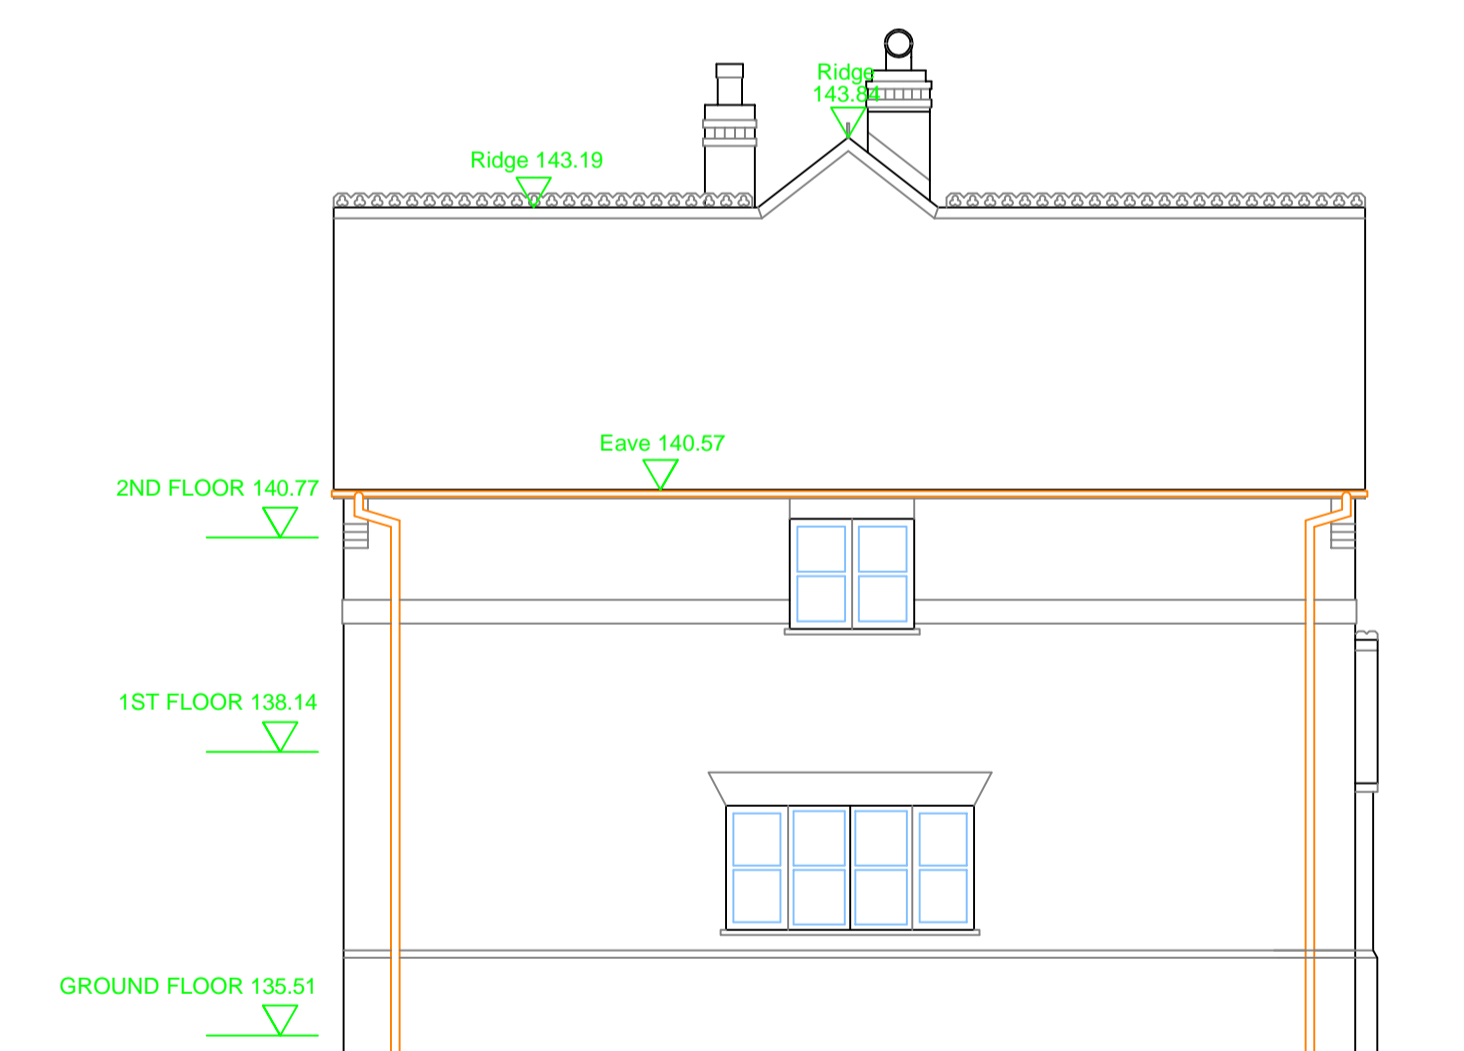 Ridge
143.84
Ridge 143.19
Eave 140.57
2ND FLOOR 140.77
1ST FLOOR 138.14
GROUND FLOOR 135.51